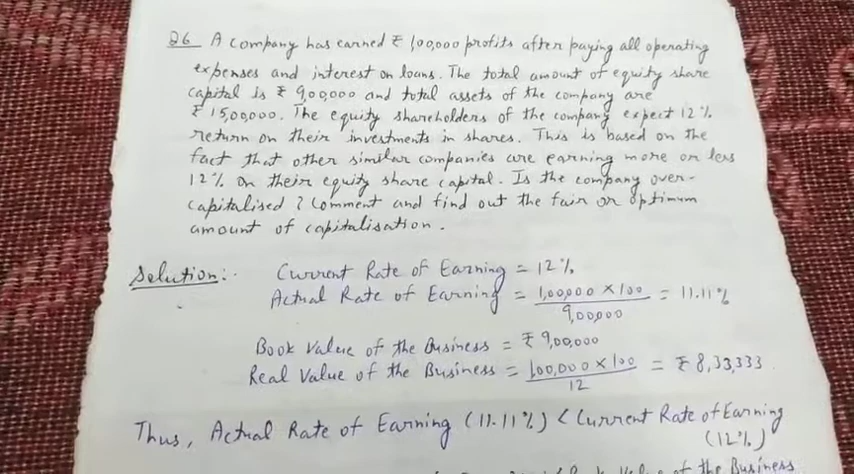 Q6 A company has earned ₹ 1,00,000 profits after paying all operating
expenses and interest on loans. The total amount of equity share
capital is ₹ 9,00,000 and total assets of the company are
₹ 15,00,000. The equity shareholders of the company expect 12%
return on their investments in shares. This is based on the
fact that other similar companies are earning more or less
12% on their equity share capital. Is the company over-
capitalised? Comment and find out the fair or optimum
amount of capitalisation.
Solution:- Current Rate of Earning = 12%
Actual Rate of Earning = 1,00,000 × 100 / 9,00,000 = 11.11%
Book Value of the Business = ₹ 9,00,000
Real Value of the Business = 1,00,000 × 100 / 12 = ₹ 8,33,333
Thus, Actual Rate of Earning (11.11%) < Current Rate of Earning
(12%)
of the Business